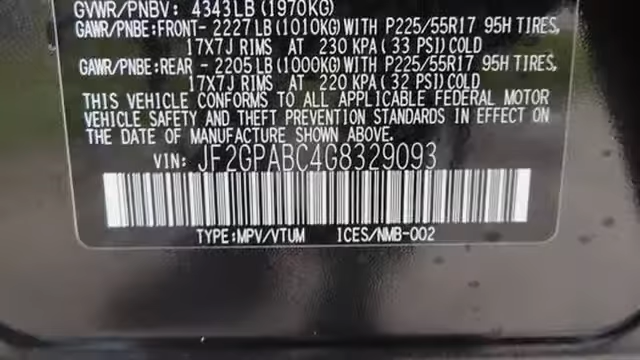 GVWR/PNBV: 4343LB(1970KG)
GAWR/PNBE:FRONT- 2227LB(1010KG)WITH P225/55R17 95H TIRES,
17X7J RIMS AT 230 KPA(33 PSI)COLD
GAWR/PNBE:REAR - 2205LB(1000KG)WITH P225/55R17 95H TIRES,
17X7J RIMS AT 220 KPA(32 PSI)COLD
THIS VEHICLE CONFORMS TO ALL APPLICABLE FEDERAL MOTOR
VEHICLE SAFETY AND THEFT PREVENTION STANDARDS IN EFFECT ON
THE DATE OF MANUFACTURE SHOWN ABOVE.
VIN: JF2GPABC4G8329093
TYPE:MPV/VTUM ICES/NMB-002